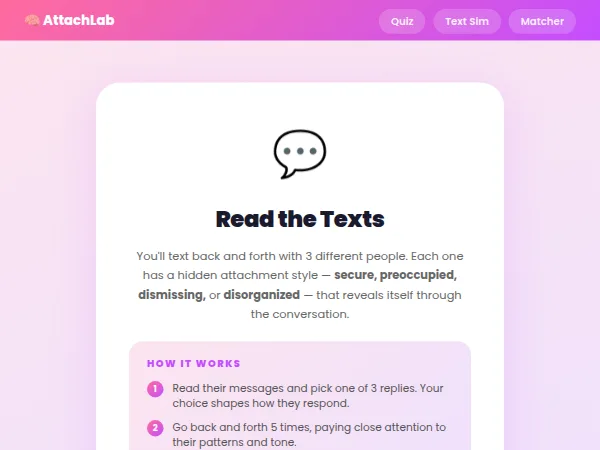 AttachLab
Quiz
Text Sim
Matcher
Read the Texts
You'll text back and forth with 3 different people. Each one
has a hidden attachment style — secure, preoccupied,
dismissing, or disorganized — that reveals itself through
the conversation.
HOW IT WORKS
1 Read their messages and pick one of 3 replies. Your
choice shapes how they respond.
2 Go back and forth 5 times, paying close attention to
their patterns and tone.